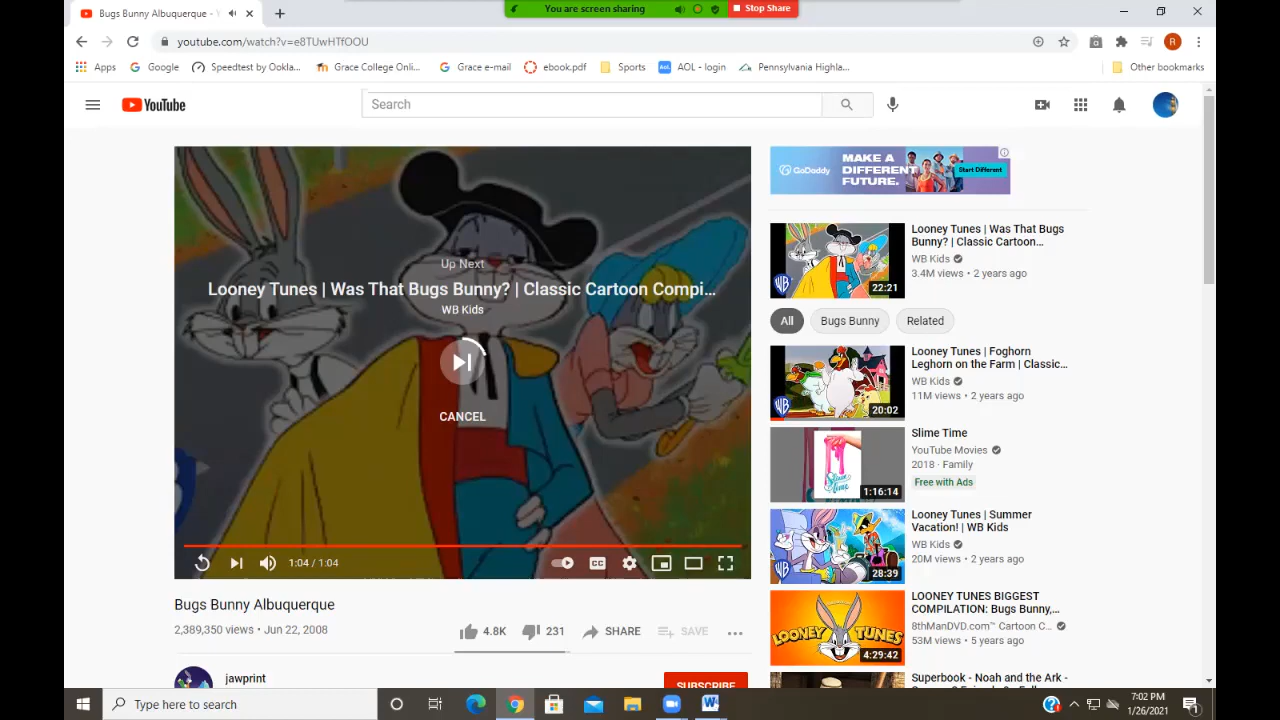 Bugs Bunny Albuquerque - Y
You are screen sharing
Stop Share
youtube.com/watch?v=e8TUwHTfOOU
R
Apps
Google
Speedtest by Ookla...
Grace College Onli...
Grace e-mail
ebook.pdf
Sports
AOL - login
Pennsylvania Highla...
Other bookmarks
YouTube
Search
Up Next
Looney Tunes | Was That Bugs Bunny? | Classic Cartoon Compi...
WB Kids
CANCEL
1:04 / 1:04
CC
Bugs Bunny Albuquerque
2,389,350 views • Jun 22, 2008
4.8K
231
SHARE
SAVE
jawprint
SUBSCRIBE
GoDaddy
MAKE A
DIFFERENT
FUTURE.
Start Different
Looney Tunes | Was That Bugs
Bunny? | Classic Cartoon...
WB Kids
3.4M views • 2 years ago
22:21
All
Bugs Bunny
Related
Looney Tunes | Foghorn
Leghorn on the Farm | Classic...
WB Kids
11M views • 2 years ago
20:02
Slime Time
YouTube Movies
2018 · Family
Free with Ads
1:16:14
Looney Tunes | Summer
Vacation! | WB Kids
WB Kids
20M views • 2 years ago
28:39
LOONEY TUNES BIGGEST
COMPILATION: Bugs Bunny,...
8thManDVD.com™ Cartoon C...
53M views • 5 years ago
LOONEY TUNES
4:29:42
Superbook - Noah and the Ark -
Type here to search
7:02 PM
1/26/2021